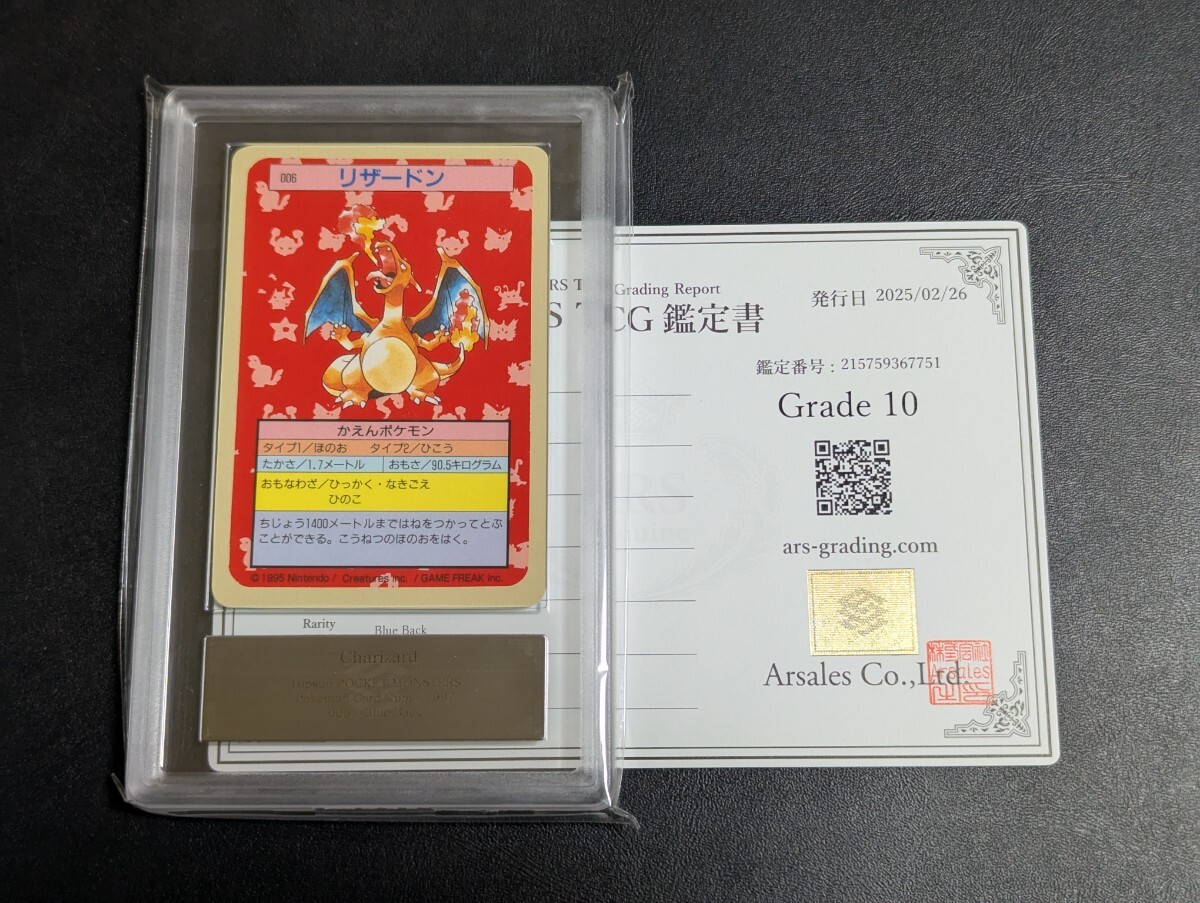 006 リザードン
かえんポケモン
タイプ1/ほのお タイプ2/ひこう
たかさ/1.7メートル おもさ/90.5キログラム
おもなわざ/ひっかく・なきごえ
ひのこ
ちじょう1400メートルまではねをつかってとぶ
ことができる。こうねつのほのおをはく。
©1995 Nintendo / Creatures inc. / GAME FREAK inc.
Rarity Blue Back
Charizard
POCKET MONSTERS
Grading Report
CG 鑑定書
発行日 2025/02/26
鑑定番号 : 215759367751
Grade 10
ars-grading.com
Arsales Co.,Ltd.